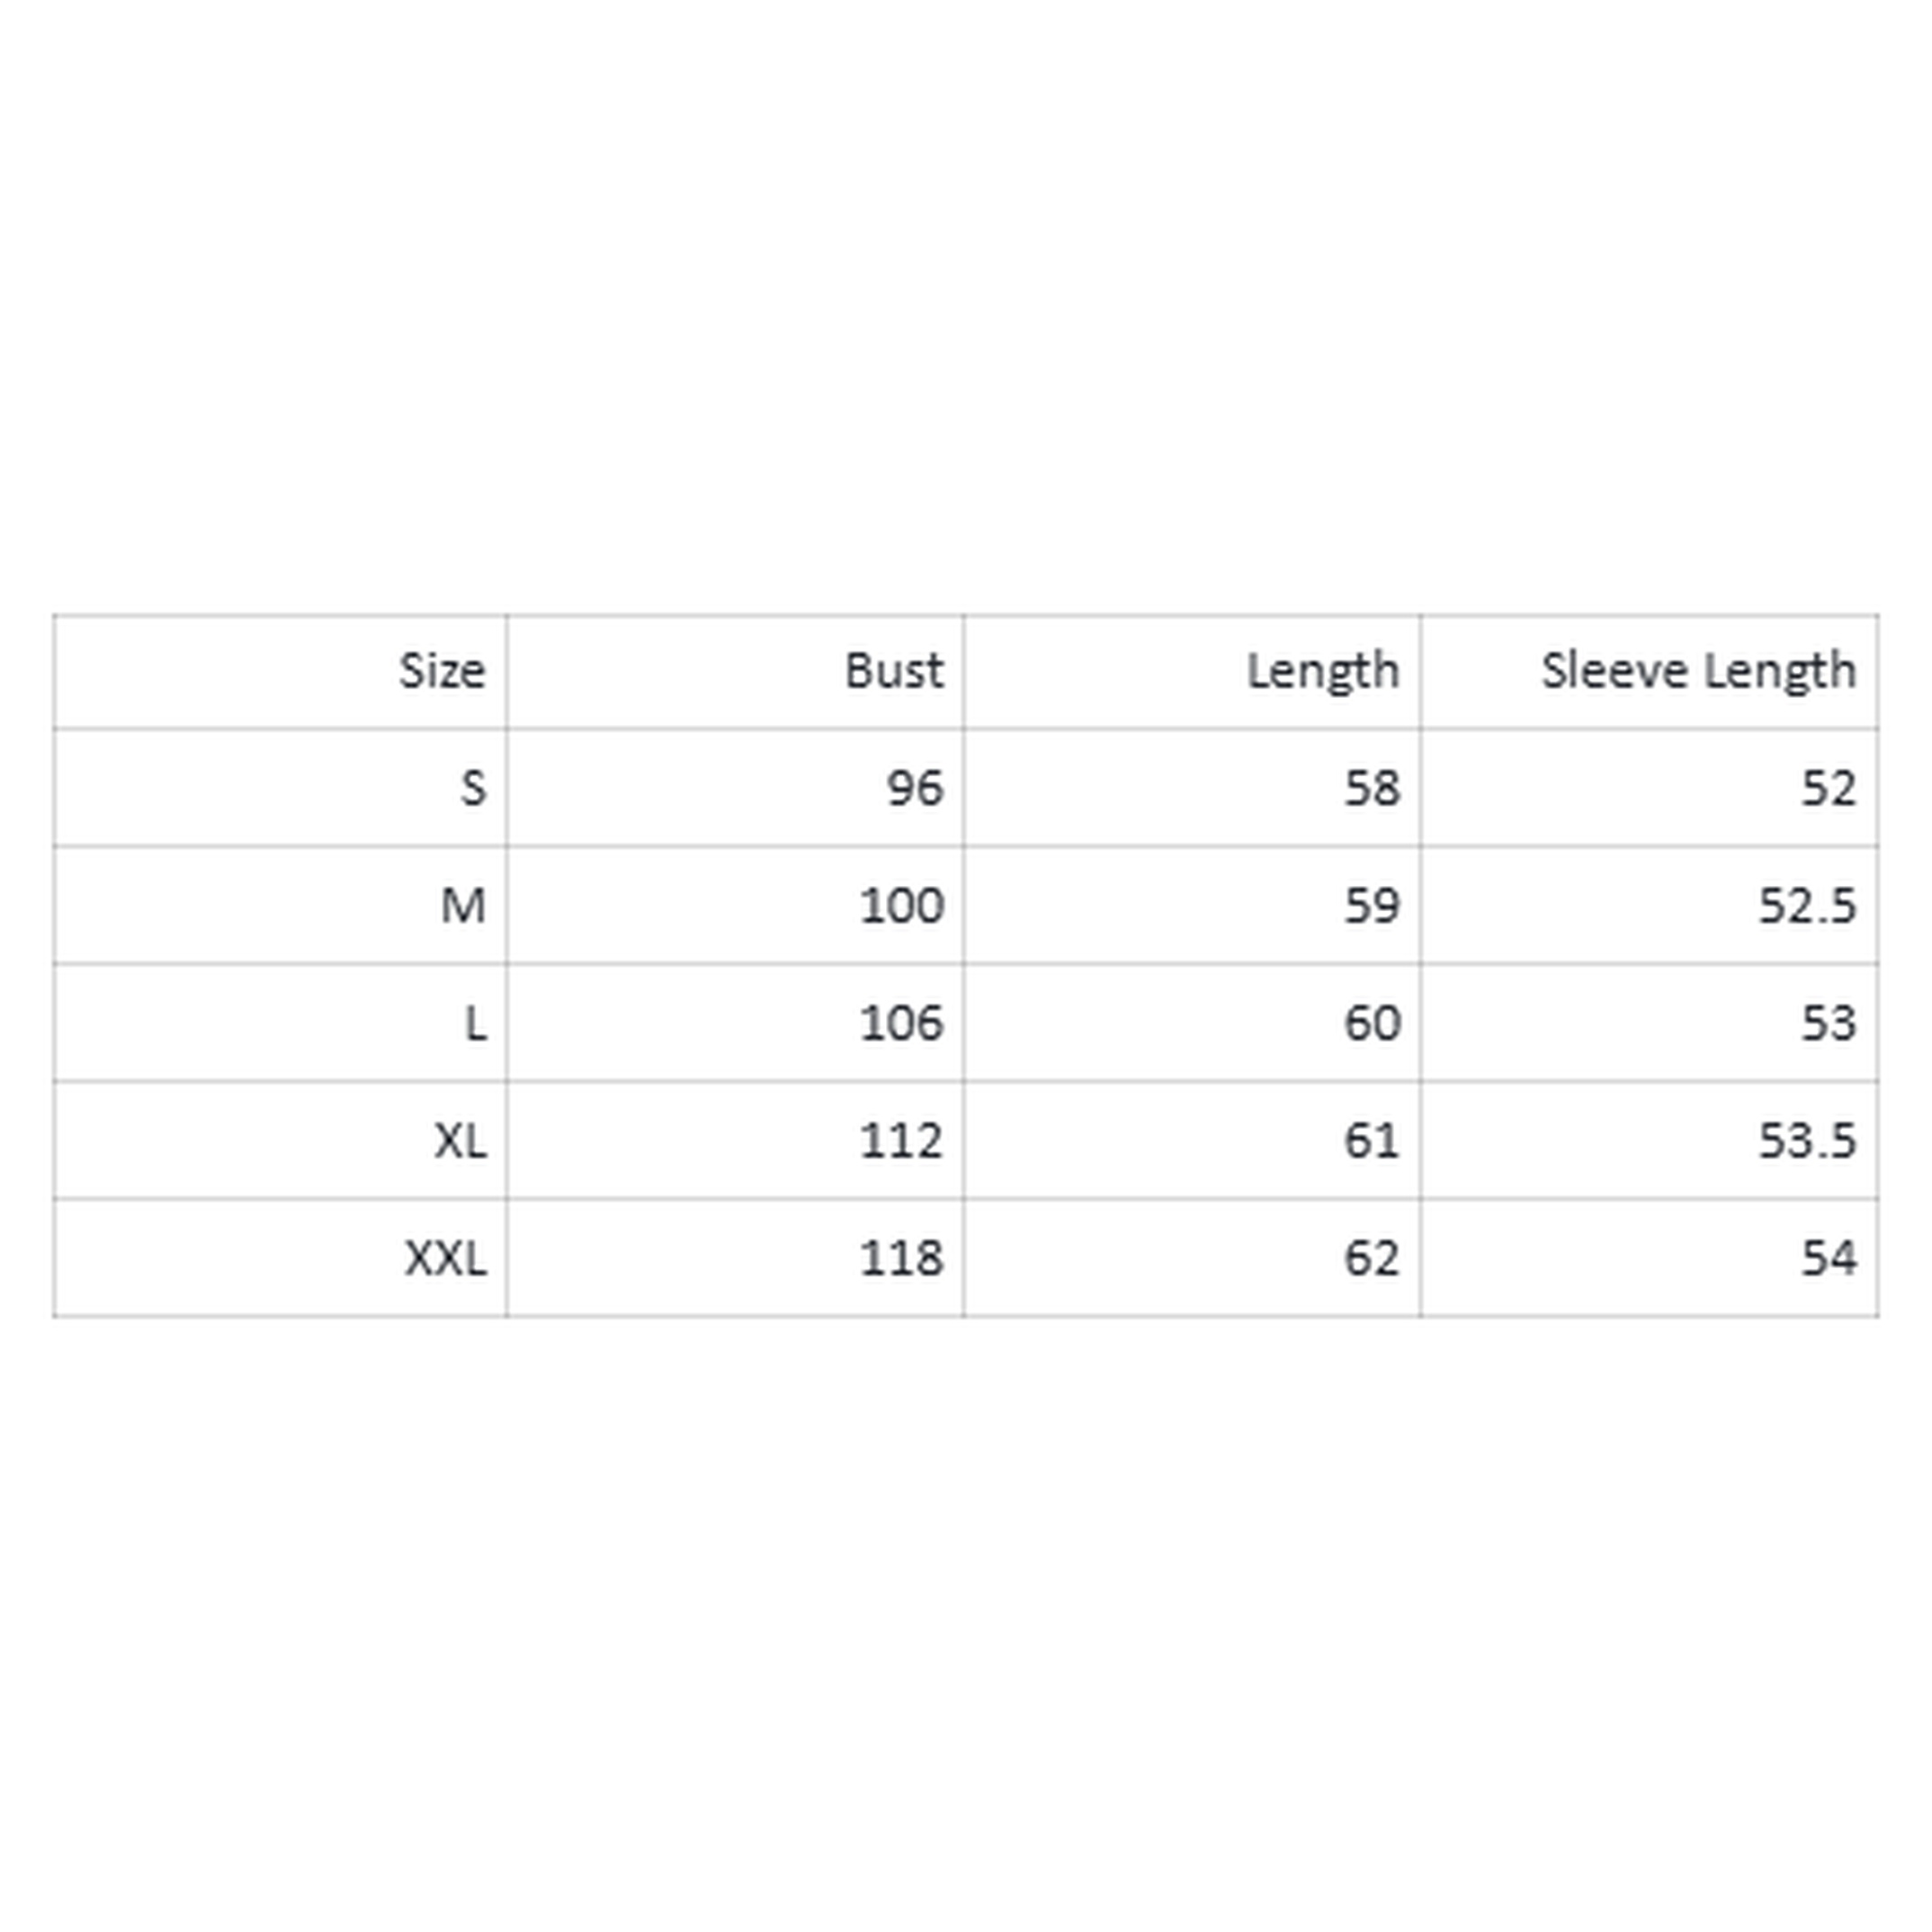 Size Bust Length Sleeve Length
S 96 58 52
M 100 59 52.5
L 106 60 53
XL 112 61 53.5
XXL 118 62 54